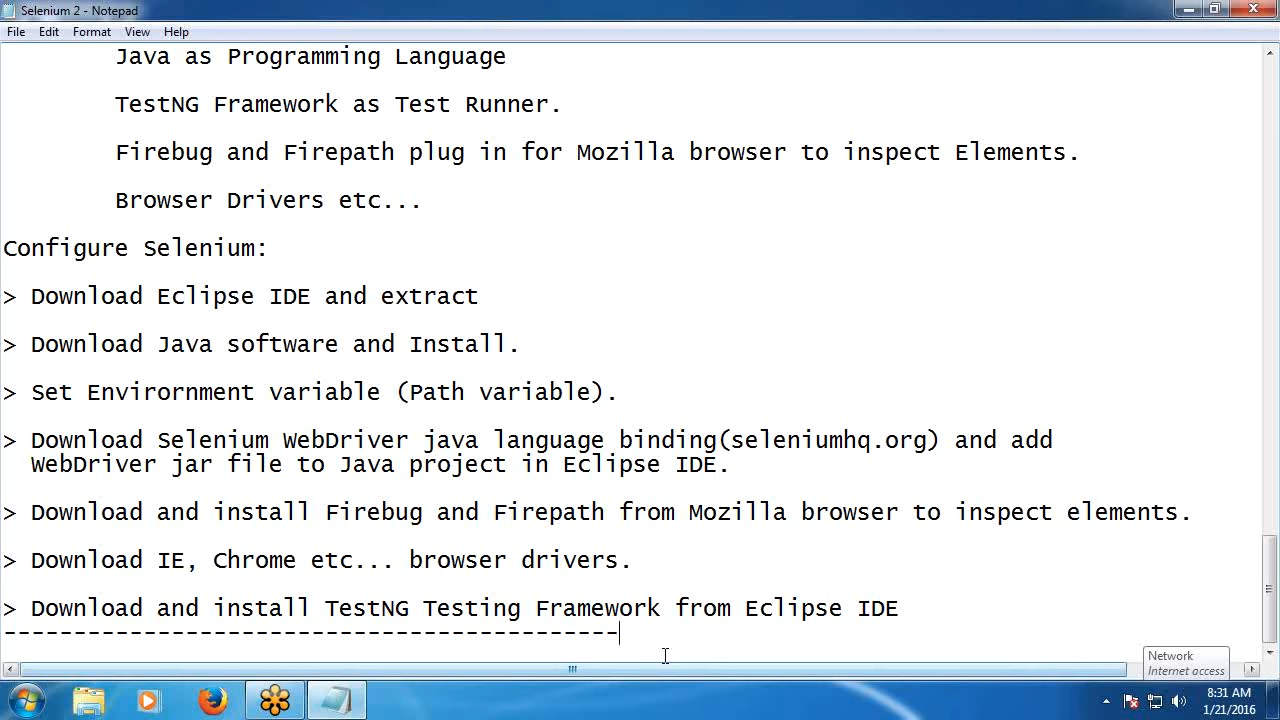 Selenium 2 - Notepad
File Edit Format View Help
Java as Programming Language
TestNG Framework as Test Runner.
Firebug and Firepath plug in for Mozilla browser to inspect Elements.
Browser Drivers etc...
Configure Selenium:
> Download Eclipse IDE and extract
> Download Java software and Install.
> Set Envirornment variable (Path variable).
> Download Selenium WebDriver java language binding(seleniumhq.org) and add
WebDriver jar file to Java project in Eclipse IDE.
> Download and install Firebug and Firepath from Mozilla browser to inspect elements.
> Download IE, Chrome etc... browser drivers.
> Download and install TestNG Testing Framework from Eclipse IDE
--------------------------------------------
Network
Internet access
8:31 AM
1/21/2016